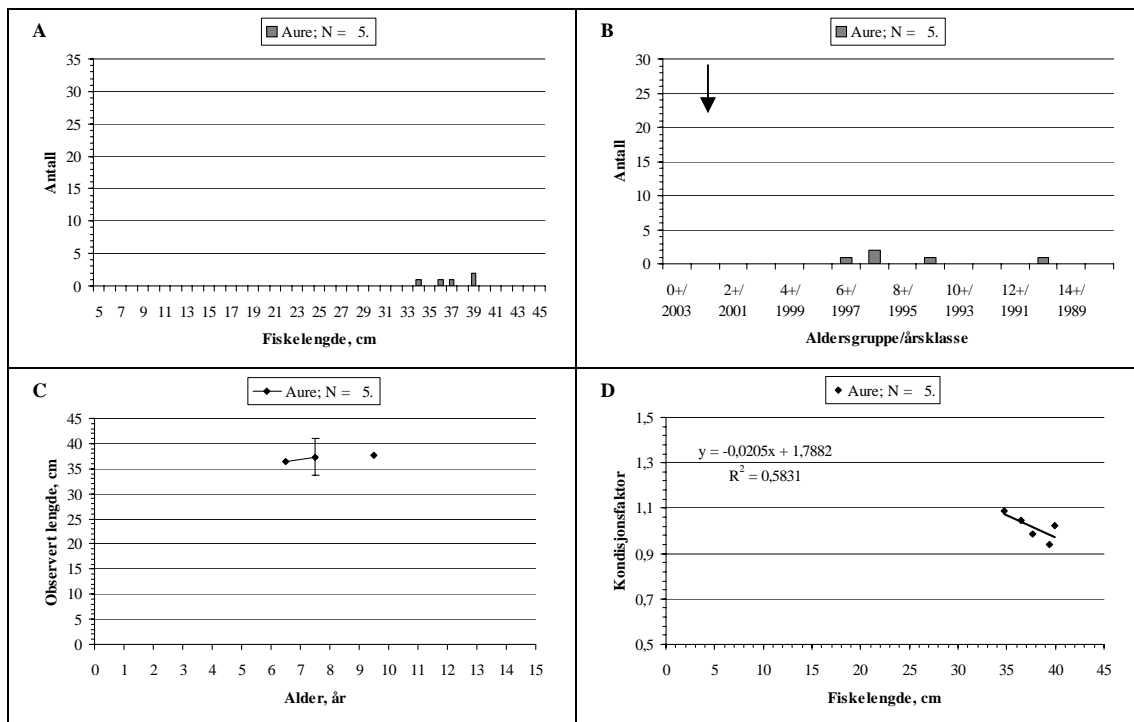 A
Aure; N = 5.
35
30
25
20
15
10
5
0
Antall
5 7 9 11 13 15 17 19 21 23 25 27 29 31 33 35 37 39 41 43 45
Fiskelengde, cm
B
Aure; N = 5.
30
25
20
15
10
5
0
Antall
0+/ 2+/ 4+/ 6+/ 8+/ 10+/ 12+/ 14+/
2003 2001 1999 1997 1995 1993 1991 1989
Aldersgruppe/årsklasse
C
Aure; N = 5.
45
40
35
30
25
20
15
10
5
0
Observert lengde, cm
0 1 2 3 4 5 6 7 8 9 10 11 12 13 14 15
Alder, år
D
Aure; N = 5.
1,5
1,3
1,1
0,9
0,7
0,5
Kondisjonsfaktor
y = -0,0205x + 1,7882
R² = 0,5831
0 5 10 15 20 25 30 35 40 45
Fiskelengde, cm